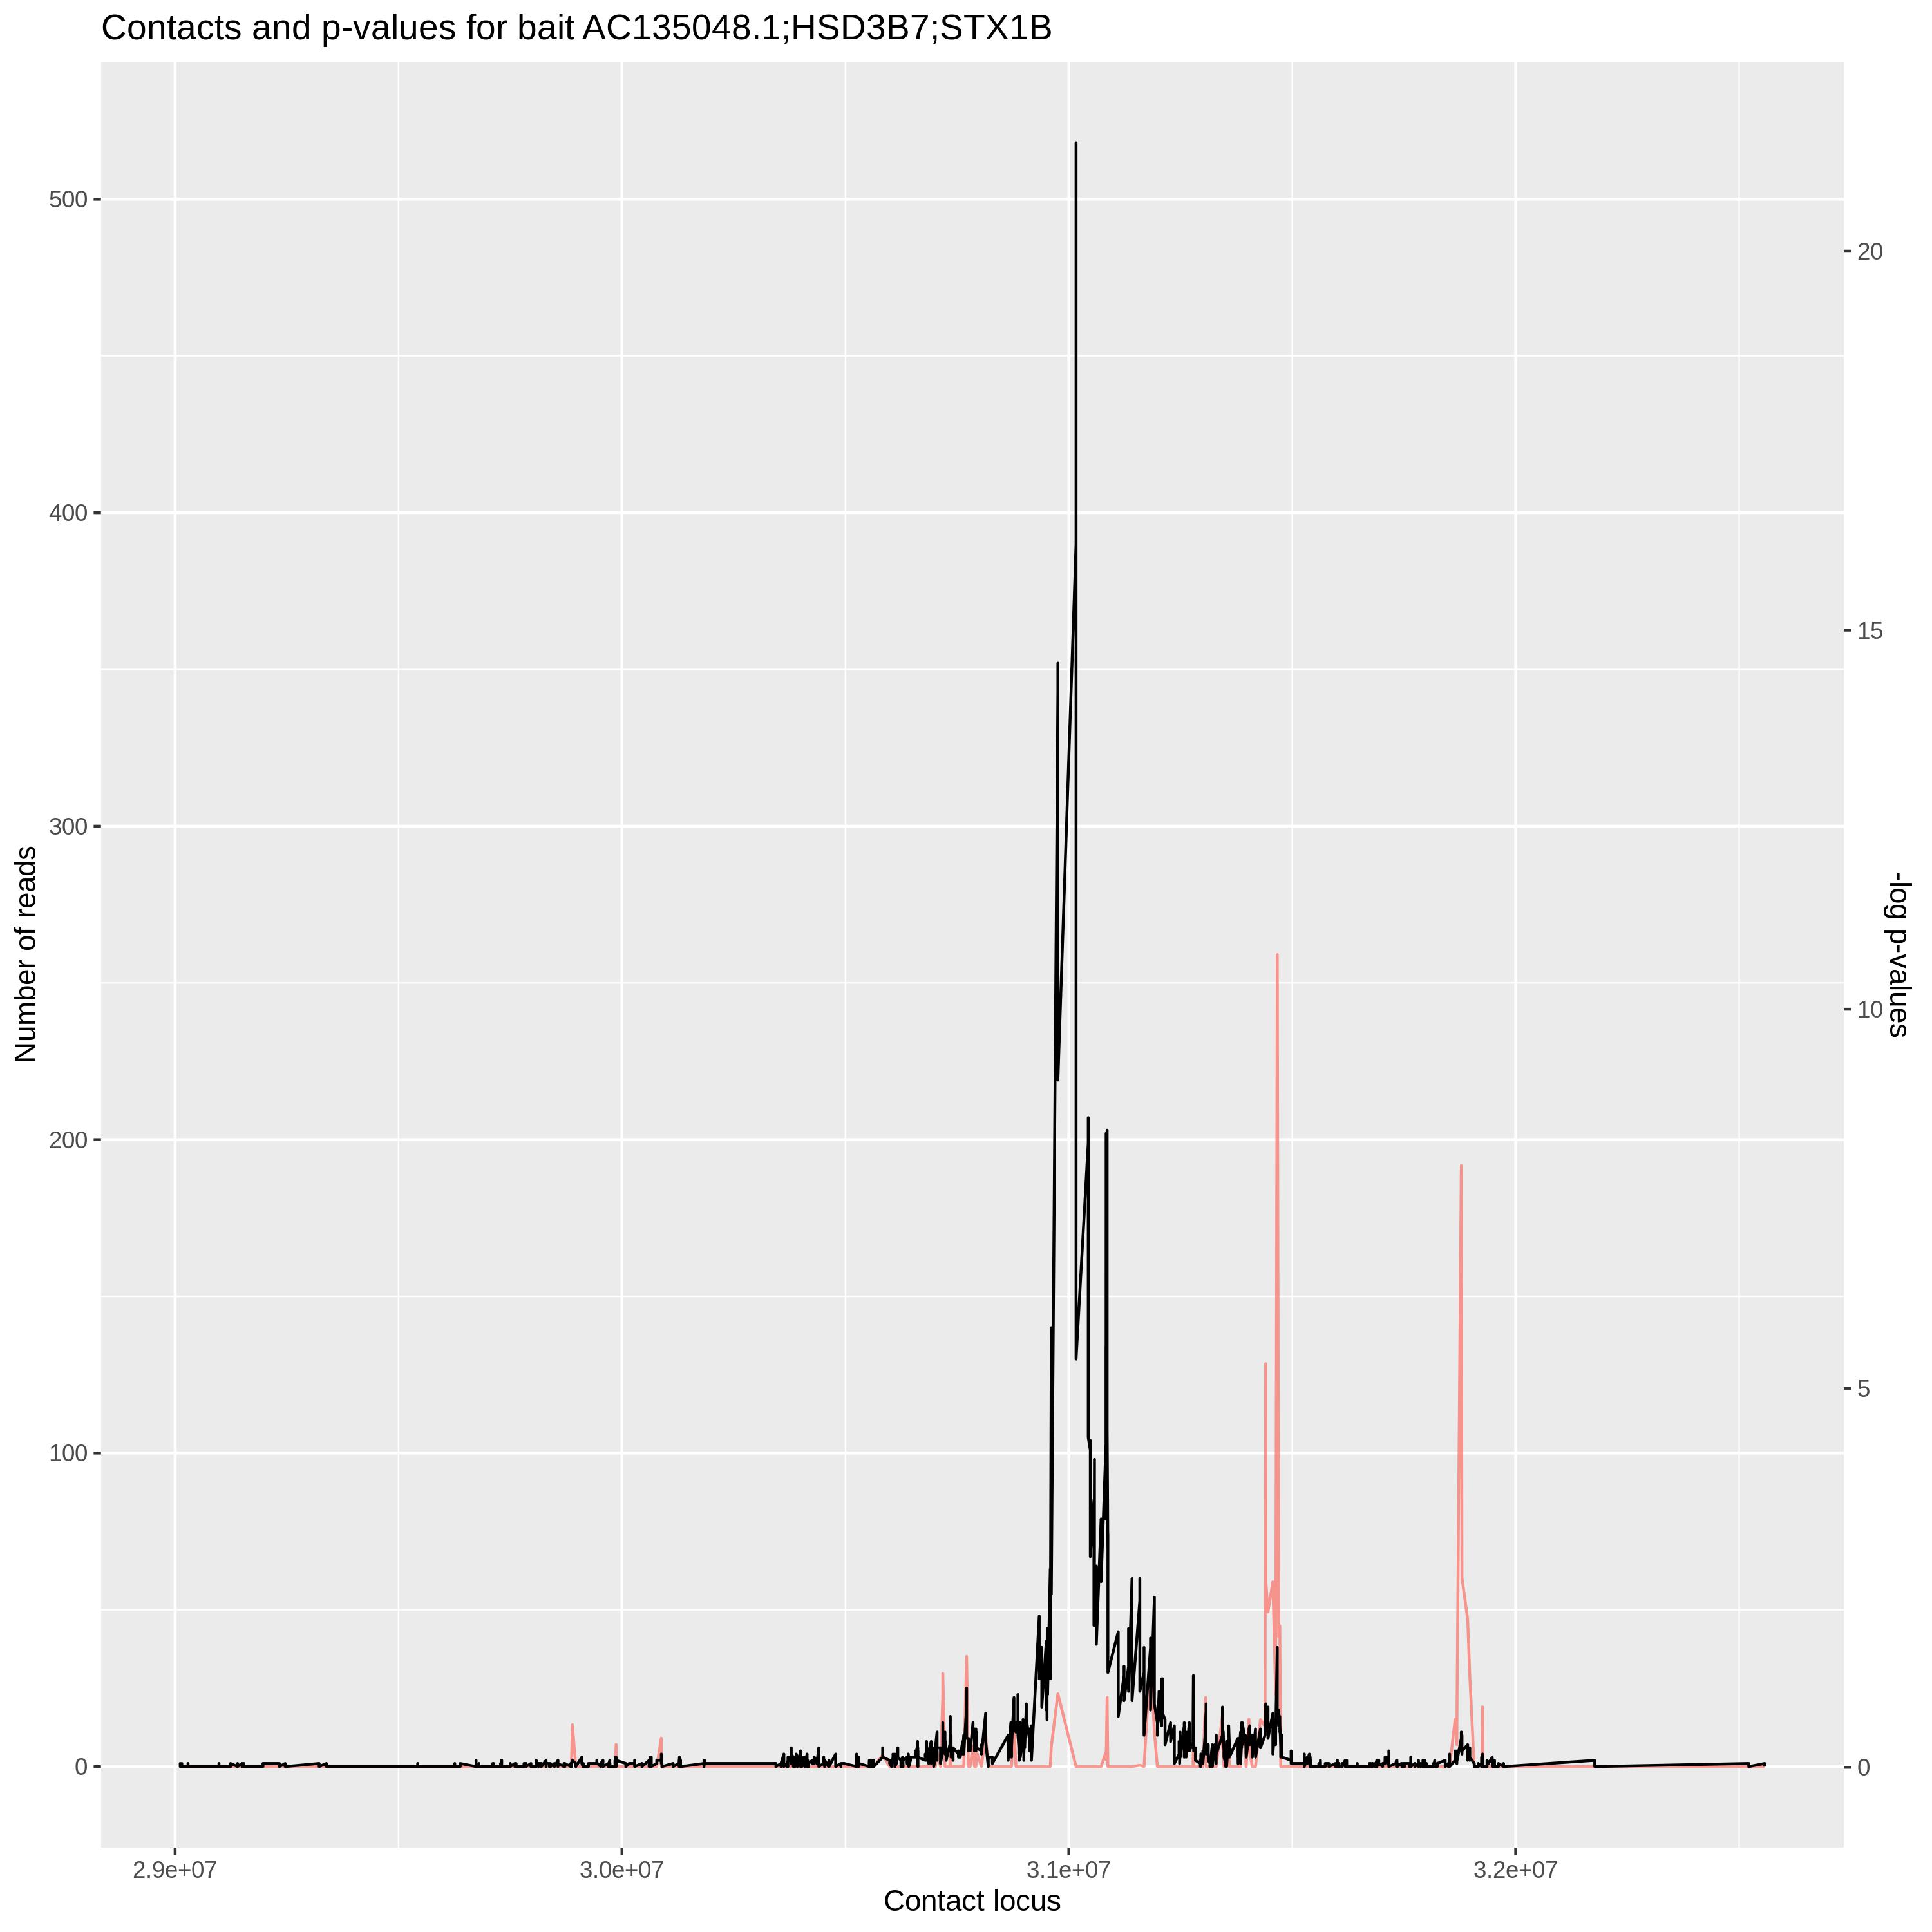 Contacts and p-values for bait AC135048.1;HSD3B7;STX1B
Number of reads
500
400
300
200
100
0
20
15
10
5
0
-log p-values
2.9e+07 3.0e+07 3.1e+07 3.2e+07
Contact locus